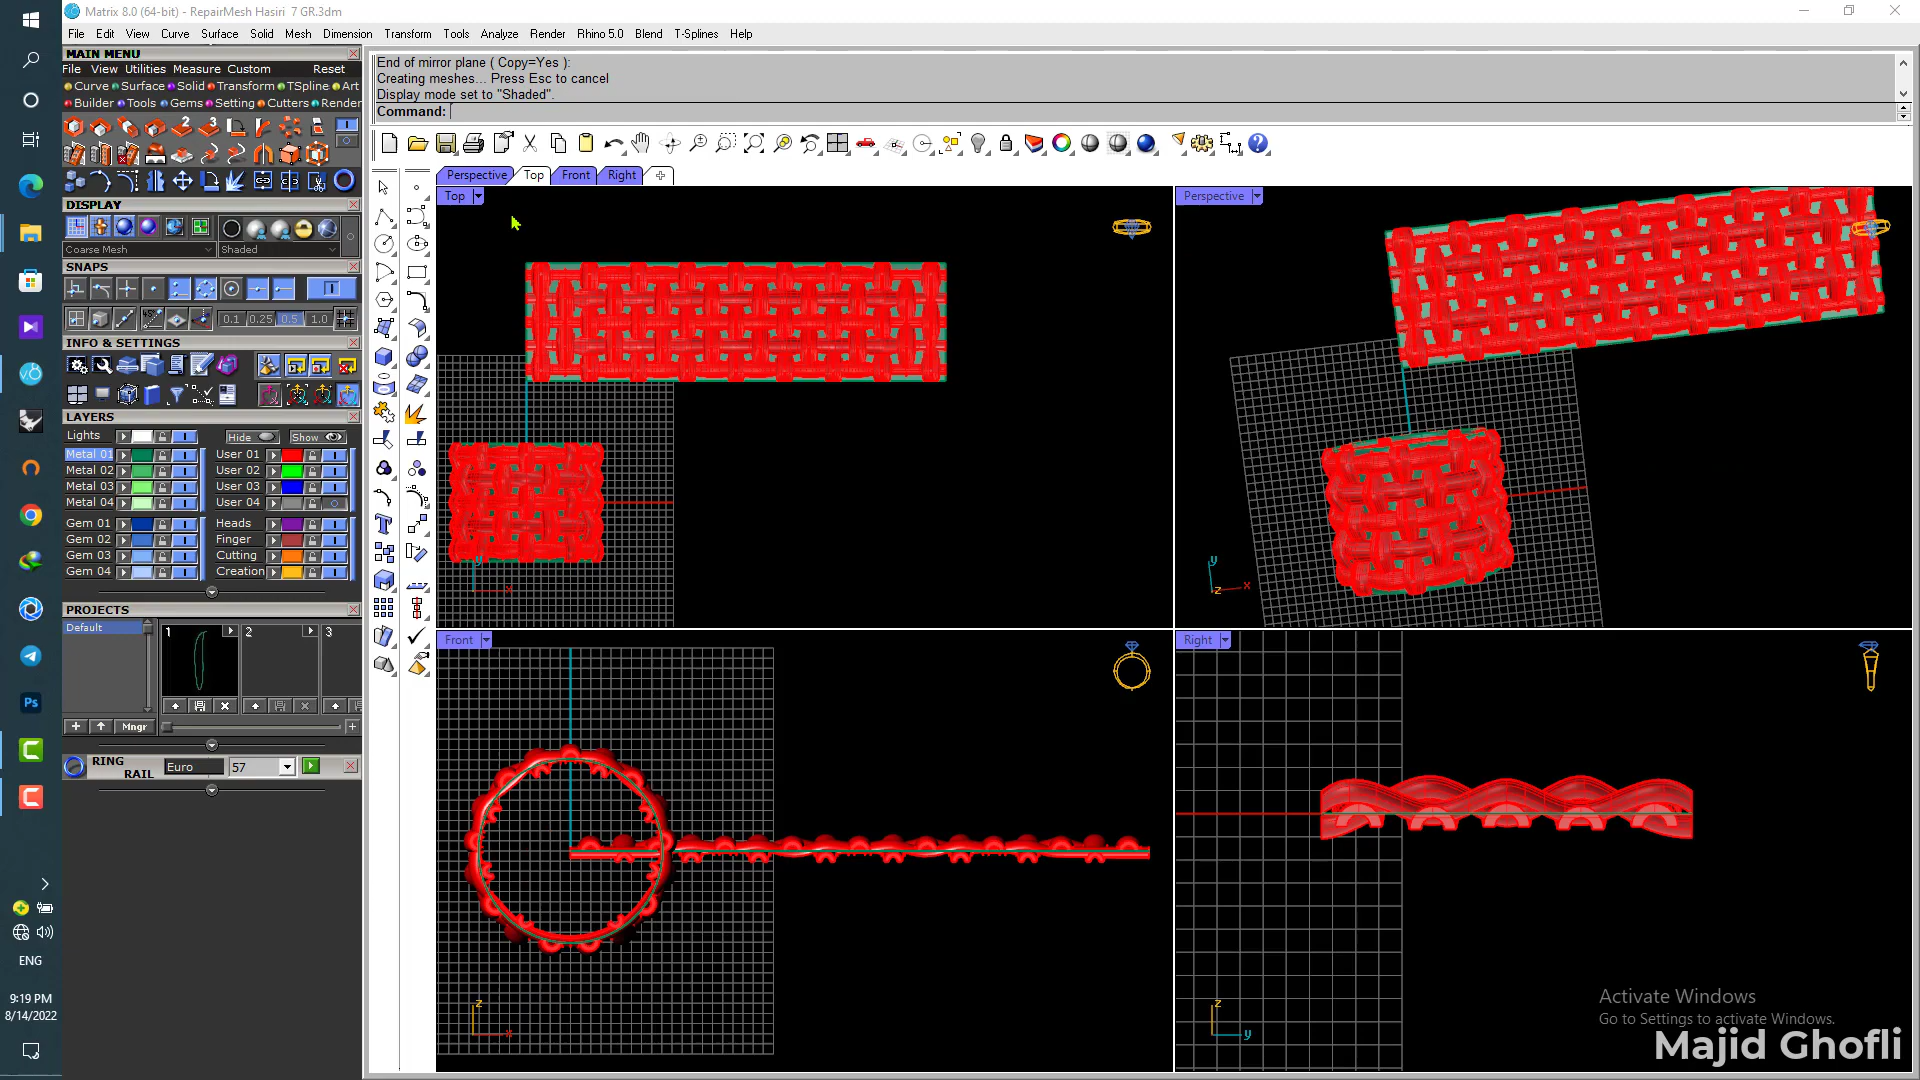 Matrix 8.0 (64-bit) - RepairMesh Hasiri  7 GR.3dm
File Edit View Curve Surface Solid Mesh Dimension Transform Tools Analyze Render Rhino 5.0 Blend T-Splines Help
MAIN MENU
File View Utilities Measure Custom Reset
Curve Surface Solid Transform TSpline Art
Builder Tools Gems Setting Cutters Render
End of mirror plane ( Copy=Yes ):
Creating meshes... Press Esc to cancel
Display mode set to "Shaded".
Command:
Perspective Top Front Right
DISPLAY
Coarse Mesh Shaded
SNAPS
0.1 0.25 0.5 1.0
INFO & SETTINGS
LAYERS
Lights Hide Show
Metal 01 User 01
Metal 02 User 02
Metal 03 User 03
Metal 04 User 04
Gem 01 Heads
Gem 02 Finger
Gem 03 Cutting
Gem 04 Creation
PROJECTS
Default 1 2 3
Mngr
RING RAIL Euro 57
Top
y x
Perspective
y x z
Front
z x
Right
z y
ENG
9:19 PM
8/14/2022
Activate Windows
Go to Settings to activate Windows.
Majid Ghofli